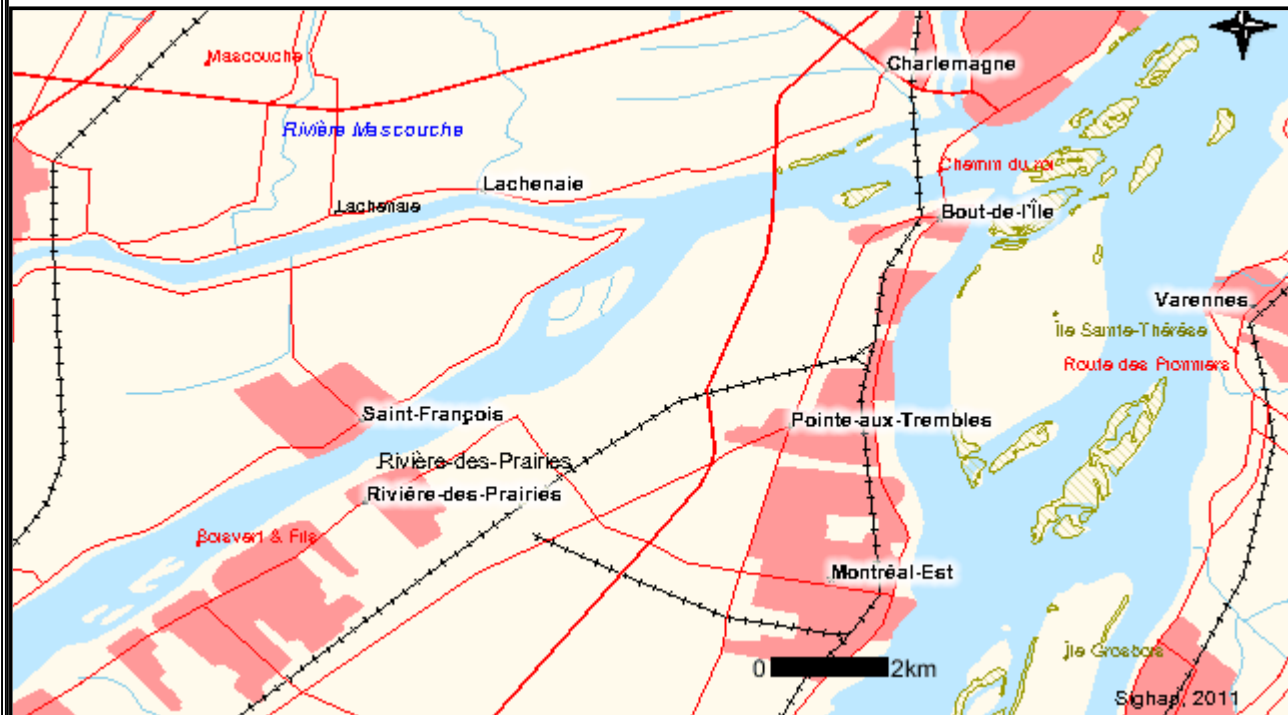 Mascouche
Charlemagne
Rivière Mascouche
Chemin du roi
Lachenaie
Lachenaie
Bout-de-l'Île
Varennes
Île Sainte-Thérèse
Route des Pionniers
Saint-François
Pointe-aux-Trembles
Rivière-des-Prairies
Rivière-des-Prairies
Boisvert & Fils
Montréal-Est
Île Grosbois
0 2km
Sighap, 2011